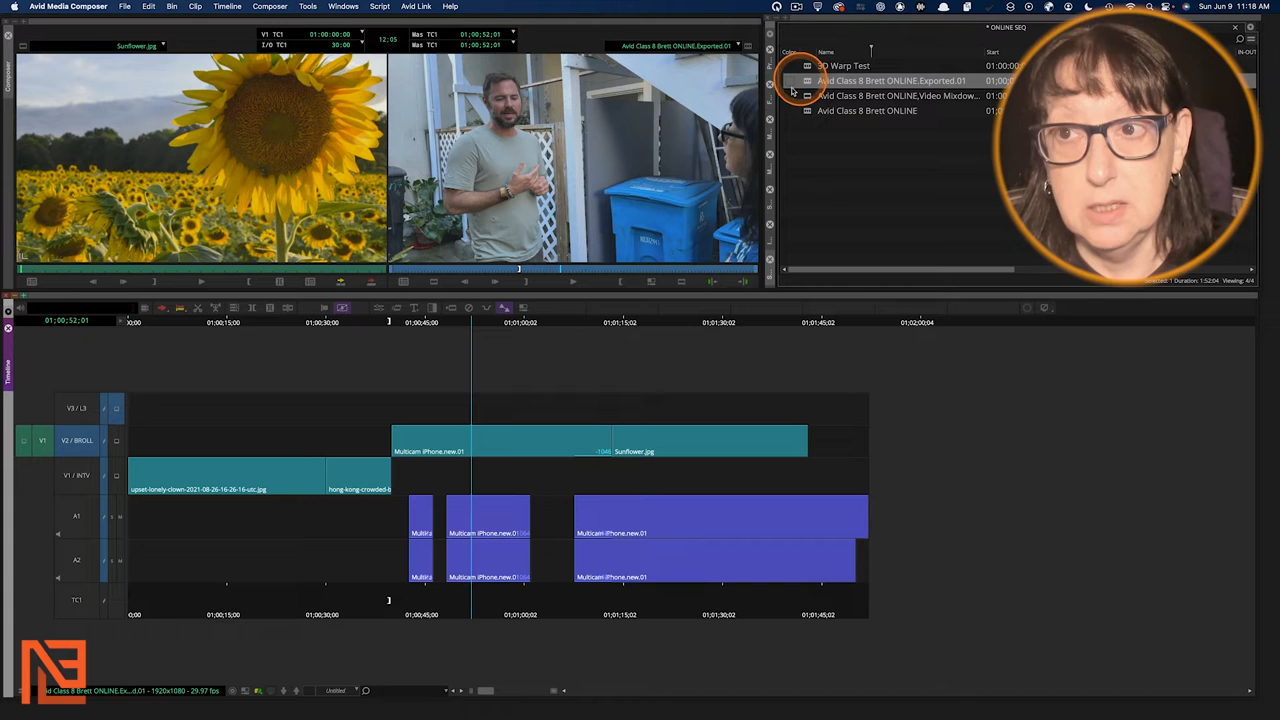 Avid Media Composer File Edit Bin Clip Timeline Composer Tools Windows Script Avid Link Help
Sun Jun 9 11:18 AM
Composer
Sunflower.jpg
V1 TC1 01:00:00:00
I/O TC1 30:00
12;05
Mas TC1 01;00;52;01
Mas TC1 01;00;52;01
Avid Class 8 Brett ONLINE.Exported.01
* ONLINE SEQ
Color Name Start IN-OUT
3D Warp Test 01:00:00:0
Avid Class 8 Brett ONLINE.Exported.01 01;00;0
Avid Class 8 Brett ONLINE,Video Mixdow... 01;00
Avid Class 8 Brett ONLINE 01;0
elected: 1 Duration: 1:52:04 Viewing: 4/4
01;00;52;01
0;00 01;00;15;00 01;00;30;00 01;00;45;00 01;01;00;02 01;01;15;02 01;01;30;02 01;01;45;02 01;02;00;04
Timeline
V3 / L3
V1 V2 / BROLL
Multicam iPhone.new.01 -1046 Sunflower.jpg
V1 / INTV
upset-lonely-clown-2021-08-26-16-26-16-utc.jpg hong-kong-crowded-b
A1 S M
Multica Multicam iPhone.new.0 1064 Multicam iPhone.new.01
A2 S M
Multica Multicam iPhone.new.0 1064 Multicam iPhone.new.01
TC1
0;00 01;00;15;00 01;00;30;00 01;00;45;00 01;01;00;02 01;01;15;02 01;01;30;02 01;01;45;02
Avid Class 8 Brett ONLINE.Ex...d.01 - 1920x1080 - 29.97 fps
Untitled